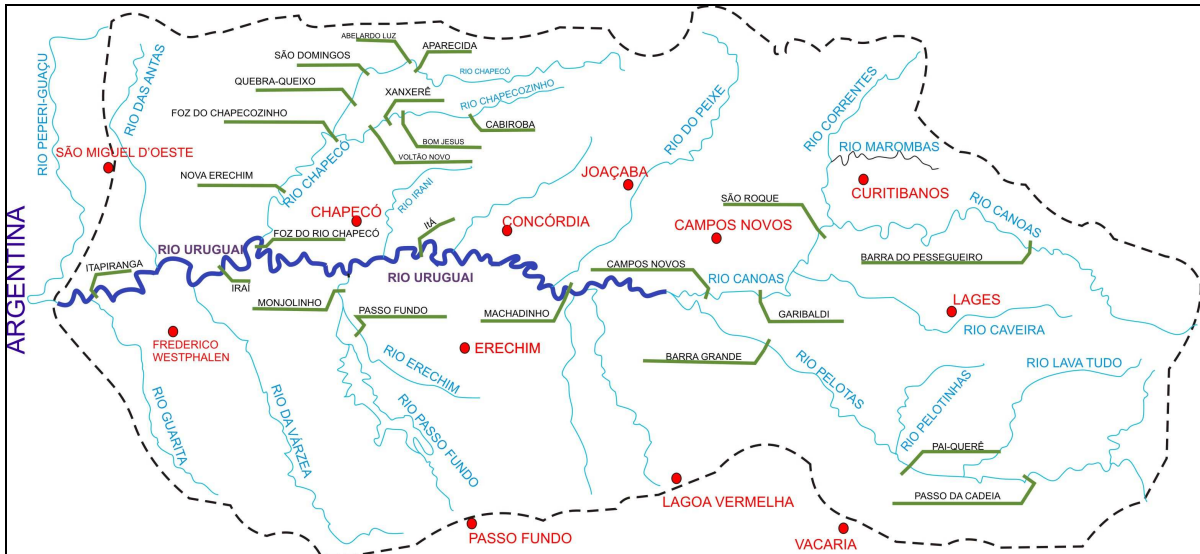 ABELARDO LUZ
APARECIDA
SÃO DOMINGOS
RIO CHAPECÓ
QUEBRA-QUEIXO
XANXERÊ
RIO CHAPECOZINHO
FOZ DO CHAPECOZINHO
CABIROBA
BOM JESUS
VOLTÃO NOVO
RIO PEPERI-GUAÇU
RIO DAS ANTAS
SÃO MIGUEL D'OESTE
NOVA ERECHIM
RIO CHAPECÓ
RIO IRANI
RIO DO PEIXE
JOAÇABA
RIO CORRENTES
RIO MAROMBAS
CURITIBANOS
SÃO ROQUE
RIO CANOAS
CHAPECÓ
ITÁ
CONCÓRDIA
CAMPOS NOVOS
FOZ DO RIO CHAPECÓ
RIO URUGUAI
BARRA DO PESSEGUEIRO
ARGENTINA
ITAPIRANGA
IRAÍ
RIO URUGUAI
CAMPOS NOVOS
RIO CANOAS
MONJOLINHO
PASSO FUNDO
MACHADINHO
GARIBALDI
LAGES
RIO CAVEIRA
FREDERICO
WESTPHALEN
ERECHIM
BARRA GRANDE
RIO ERECHIM
RIO PELOTAS
RIO PELOTINHAS
RIO LAVA TUDO
RIO GUARITA
RIO DA VÁRZEA
RIO PASSO FUNDO
PAI-QUERÊ
PASSO DA CADEIA
LAGOA VERMELHA
PASSO FUNDO
VACARIA